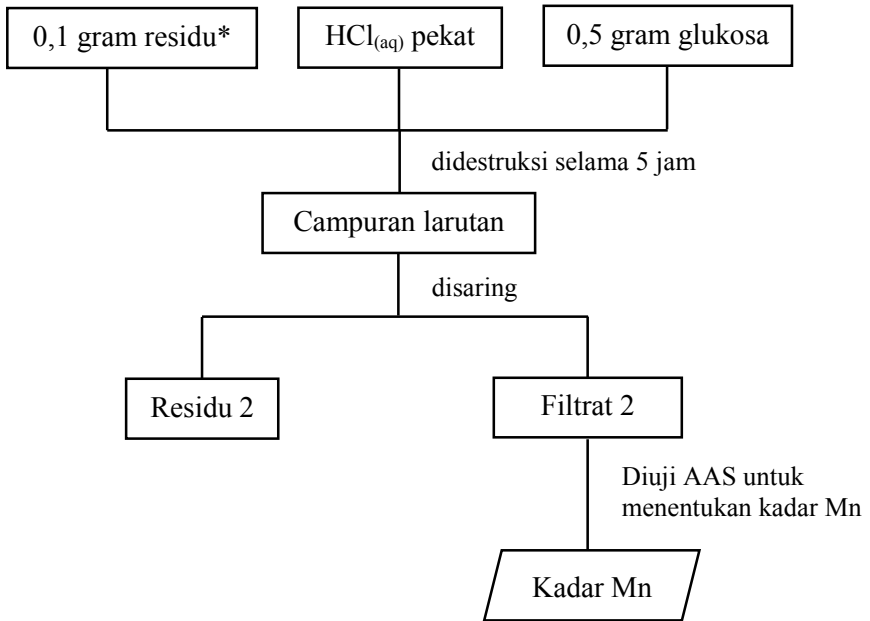 0,1 gram residu*
HCl(aq) pekat
0,5 gram glukosa
didestruksi selama 5 jam
Campuran larutan
disaring
Residu 2
Filtrat 2
Diuji AAS untuk
menentukan kadar Mn
Kadar Mn